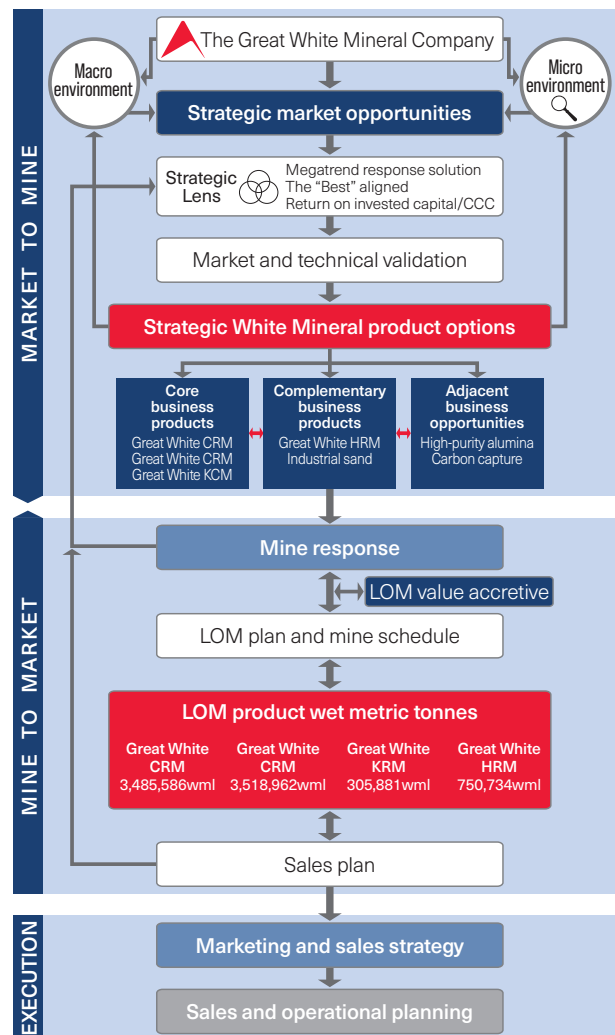 The Great White Mineral Company
Macro
environment
Micro
environment
Strategic market opportunities
Strategic
Lens
Megatrend response solution
The “Best” aligned
Return on invested capital/CCC
Market and technical validation
Strategic White Mineral product options
Core
business
products
Great White CRM
Great White CRM
Great White KCM
Complementary
business
products
Great White HRM
Industrial sand
Adjacent
business
opportunities
High-purity alumina
Carbon capture
MARKET TO MINE
Mine response
LOM value accretive
LOM plan and mine schedule
LOM product wet metric tonnes
Great White
CRM
3,485,586wml
Great White
CRM
3,518,962wml
Great White
KRM
305,881wml
Great White
HRM
750,734wml
Sales plan
MINE TO MARKET
Marketing and sales strategy
Sales and operational planning
EXECUTION